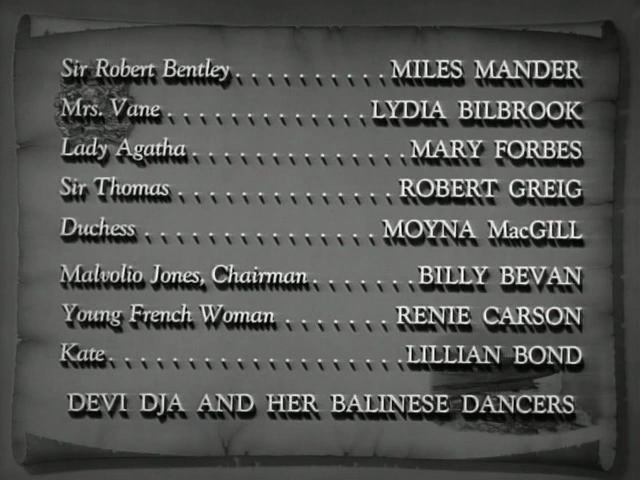 Sir Robert Bentley . . . . . . . . . . MILES MANDER
Mrs. Vane . . . . . . . . . . . . . LYDIA BILBROOK
Lady Agatha . . . . . . . . . . . . . . MARY FORBES
Sir Thomas . . . . . . . . . . . . . . ROBERT GREIG
Duchess . . . . . . . . . . . . . . MOYNA MacGILL
Malvolio Jones, Chairman . . . . . . . BILLY BEVAN
Young French Woman . . . . . . . RENIE CARSON
Kate . . . . . . . . . . . . . . . . . . LILLIAN BOND
DEVI DJA AND HER BALINESE DANCERS